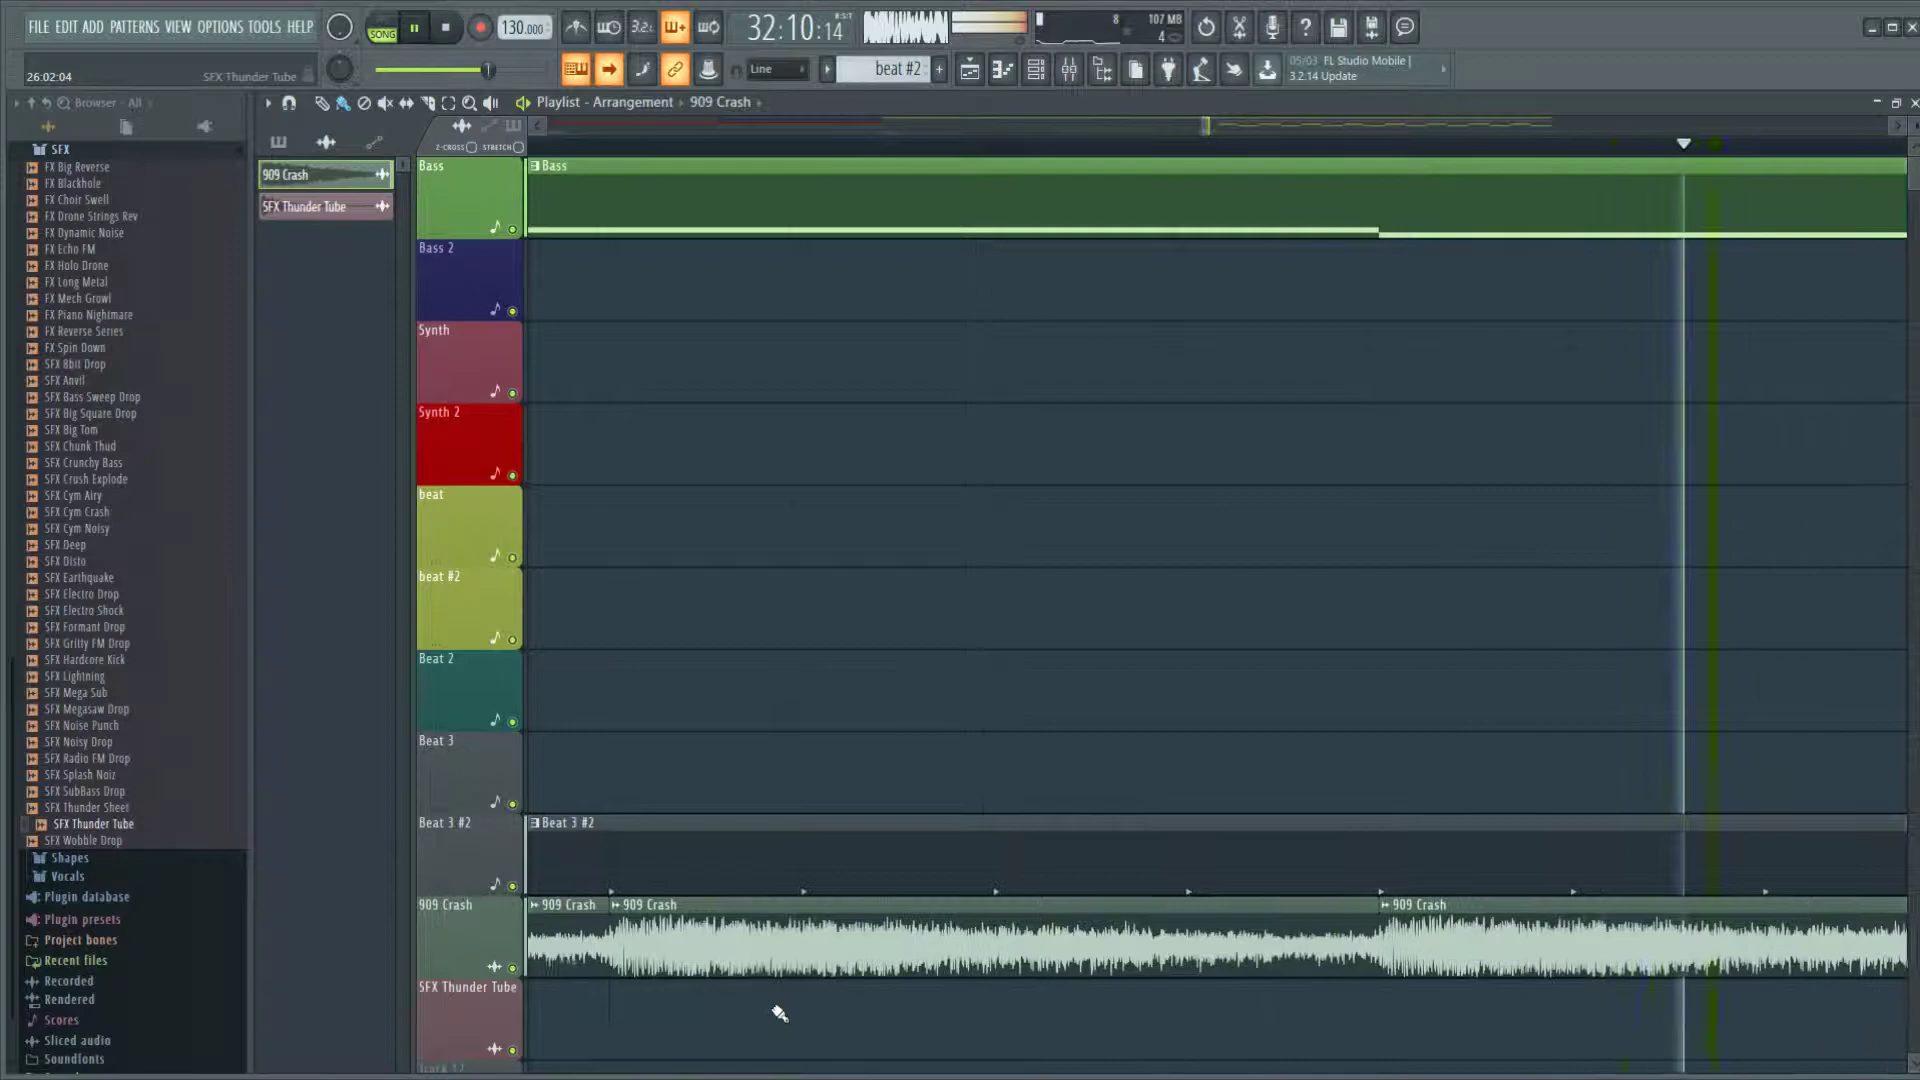 FILE EDIT ADD PATTERNS VIEW OPTIONS TOOLS HELP
SONG
130.000
3.2.
32:10:14
B:S:T
8
107 MB
4
26:02:04
SFX Thunder Tube
Line
beat #2
05/03 FL Studio Mobile |
3.2.14 Update
Browser - All
Playlist - Arrangement
909 Crash
Z-CROSS
STRETCH
SFX
FX Big Reverse
FX Blackhole
FX Choir Swell
FX Drone Strings Rev
FX Dynamic Noise
FX Echo FM
FX Holo Drone
FX Long Metal
FX Mech Growl
FX Piano Nightmare
FX Reverse Series
FX Spin Down
SFX 8bit Drop
SFX Anvil
SFX Bass Sweep Drop
SFX Big Square Drop
SFX Big Tom
SFX Chunk Thud
SFX Crunchy Bass
SFX Crush Explode
SFX Cym Airy
SFX Cym Crash
SFX Cym Noisy
SFX Deep
SFX Disto
SFX Earthquake
SFX Electro Drop
SFX Electro Shock
SFX Formant Drop
SFX Gritty FM Drop
SFX Hardcore Kick
SFX Lightning
SFX Mega Sub
SFX Megasaw Drop
SFX Noise Punch
SFX Noisy Drop
SFX Radio FM Drop
SFX Splash Noiz
SFX SubBass Drop
SFX Thunder Sheet
SFX Thunder Tube
SFX Wobble Drop
Shapes
Vocals
Plugin database
Plugin presets
Project bones
Recent files
Recorded
Rendered
Scores
Sliced audio
Soundfonts
909 Crash
SFX Thunder Tube
Bass
Bass
Bass 2
Synth
Synth 2
beat
beat #2
Beat 2
Beat 3
Beat 3 #2
Beat 3 #2
909 Crash
909 Crash
909 Crash
909 Crash
SFX Thunder Tube